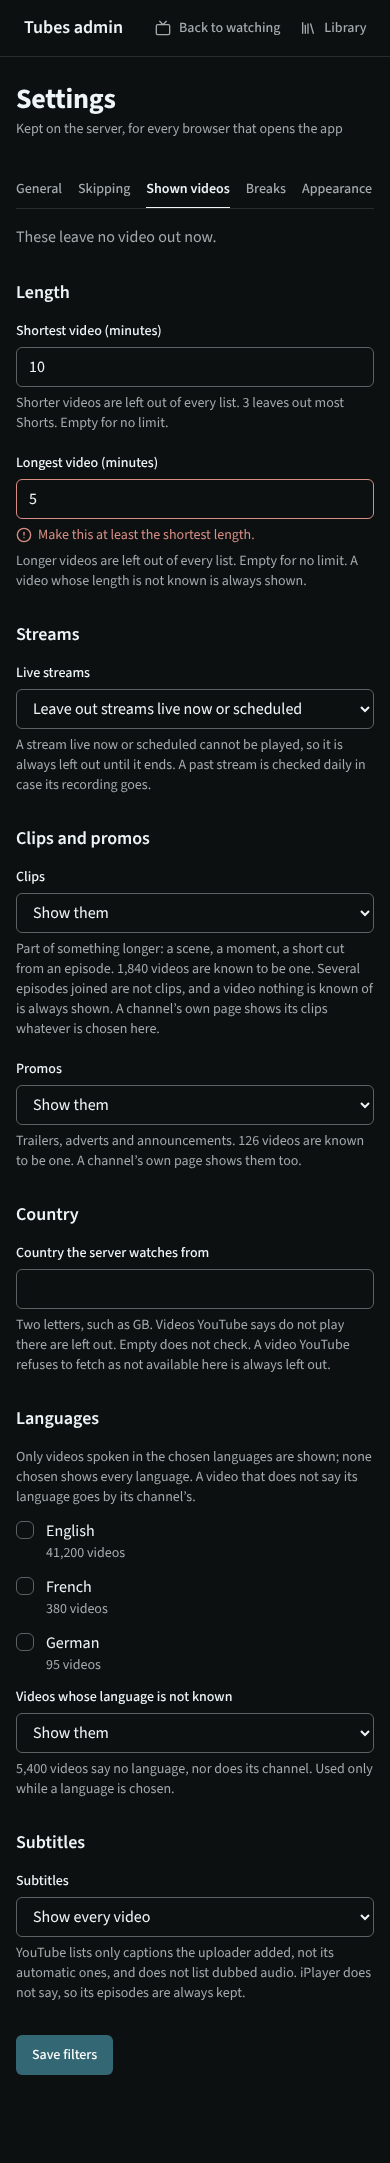 Tubes admin
Back to watching
Library
Settings
Kept on the server, for every browser that opens the app
General
Skipping
Shown videos
Breaks
Appearance
These leave no video out now.
Length
Shortest video (minutes)
10
Shorter videos are left out of every list. 3 leaves out most
Shorts. Empty for no limit.
Longest video (minutes)
5
Make this at least the shortest length.
Longer videos are left out of every list. Empty for no limit. A
video whose length is not known is always shown.
Streams
Live streams
Leave out streams live now or scheduled
A stream live now or scheduled cannot be played, so it is
always left out until it ends. A past stream is checked daily in
case its recording goes.
Clips and promos
Clips
Show them
Part of something longer: a scene, a moment, a short cut
from an episode. 1,840 videos are known to be one. Several
episodes joined are not clips, and a video nothing is known of
is always shown. A channel's own page shows its clips
whatever is chosen here.
Promos
Show them
Trailers, adverts and announcements. 126 videos are known
to be one. A channel's own page shows them too.
Country
Country the server watches from
Two letters, such as GB. Videos YouTube says do not play
there are left out. Empty does not check. A video YouTube
refuses to fetch as not available here is always left out.
Languages
Only videos spoken in the chosen languages are shown; none
chosen shows every language. A video that does not say its
language goes by its channel's.
English
41,200 videos
French
380 videos
German
95 videos
Videos whose language is not known
Show them
5,400 videos say no language, nor does its channel. Used only
while a language is chosen.
Subtitles
Subtitles
Show every video
YouTube lists only captions the uploader added, not its
automatic ones, and does not list dubbed audio. iPlayer does
not say, so its episodes are always kept.
Save filters